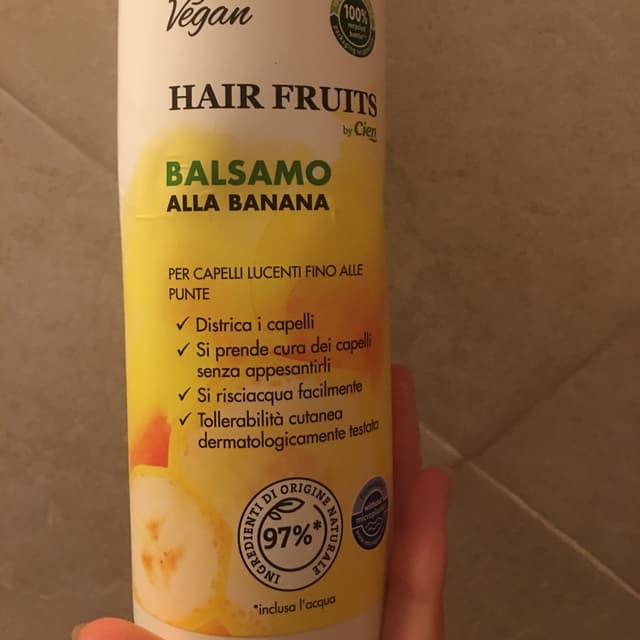 Vegan
100%
HAIR FRUITS
by Cien
BALSAMO
ALLA BANANA
PER CAPELLI LUCENTI FINO ALLE
PUNTE
✓ Districa i capelli
✓ Si prende cura dei capelli
senza appesantirli
✓ Si risciacqua facilmente
✓ Tollerabilità cutanea
dermatologicamente testata
INGREDIENTI DI ORIGINE NATURALE
97%*
*inclusa l'acqua